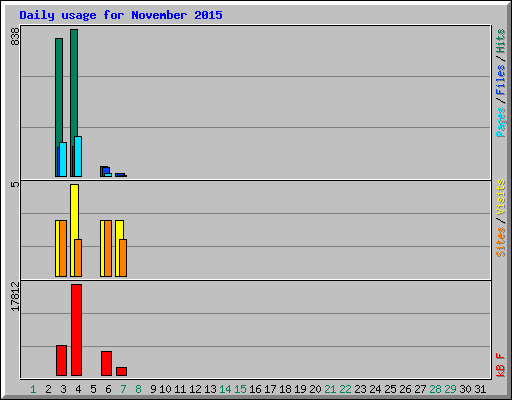 Daily usage for November 2015
838
Pages / Files / Hits
5
Sites / Visits
17812
kB F
1 2 3 4 5 6 7 8 9 10 11 12 13 14 15 16 17 18 19 20 21 22 23 24 25 26 27 28 29 30 31